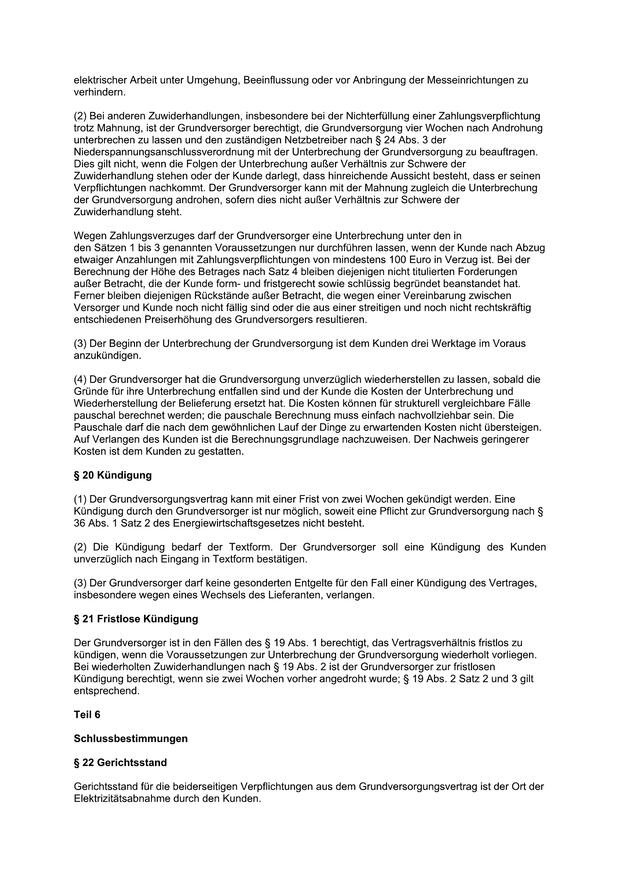 elektrischer Arbeit unter Umgehung, Beeinflussung oder vor Anbringung der Messeinrichtungen zu
verhindern.
(2) Bei anderen Zuwiderhandlungen, insbesondere bei der Nichterfüllung einer Zahlungsverpflichtung
trotz Mahnung, ist der Grundversorger berechtigt, die Grundversorgung vier Wochen nach Androhung
unterbrechen zu lassen und den zuständigen Netzbetreiber nach § 24 Abs. 3 der
Niederspannungsanschlussverordnung mit der Unterbrechung der Grundversorgung zu beauftragen.
Dies gilt nicht, wenn die Folgen der Unterbrechung außer Verhältnis zur Schwere der
Zuwiderhandlung stehen oder der Kunde darlegt, dass hinreichende Aussicht besteht, dass er seinen
Verpflichtungen nachkommt. Der Grundversorger kann mit der Mahnung zugleich die Unterbrechung
der Grundversorgung androhen, sofern dies nicht außer Verhältnis zur Schwere der
Zuwiderhandlung steht.
Wegen Zahlungsverzuges darf der Grundversorger eine Unterbrechung unter den in
den Sätzen 1 bis 3 genannten Voraussetzungen nur durchführen lassen, wenn der Kunde nach Abzug
etwaiger Anzahlungen mit Zahlungsverpflichtungen von mindestens 100 Euro in Verzug ist. Bei der
Berechnung der Höhe des Betrages nach Satz 4 bleiben diejenigen nicht titulierten Forderungen
außer Betracht, die der Kunde form- und fristgerecht sowie schlüssig begründet beanstandet hat.
Ferner bleiben diejenigen Rückstände außer Betracht, die wegen einer Vereinbarung zwischen
Versorger und Kunde noch nicht fällig sind oder die aus einer streitigen und noch nicht rechtskräftig
entschiedenen Preiserhöhung des Grundversorgers resultieren.
(3) Der Beginn der Unterbrechung der Grundversorgung ist dem Kunden drei Werktage im Voraus
anzukündigen.
(4) Der Grundversorger hat die Grundversorgung unverzüglich wiederherstellen zu lassen, sobald die
Gründe für ihre Unterbrechung entfallen sind und der Kunde die Kosten der Unterbrechung und
Wiederherstellung der Belieferung ersetzt hat. Die Kosten können für strukturell vergleichbare Fälle
pauschal berechnet werden; die pauschale Berechnung muss einfach nachvollziehbar sein. Die
Pauschale darf die nach dem gewöhnlichen Lauf der Dinge zu erwartenden Kosten nicht übersteigen.
Auf Verlangen des Kunden ist die Berechnungsgrundlage nachzuweisen. Der Nachweis geringerer
Kosten ist dem Kunden zu gestatten.
§ 20 Kündigung
(1) Der Grundversorgungsvertrag kann mit einer Frist von zwei Wochen gekündigt werden. Eine
Kündigung durch den Grundversorger ist nur möglich, soweit eine Pflicht zur Grundversorgung nach §
36 Abs. 1 Satz 2 des Energiewirtschaftsgesetzes nicht besteht.
(2) Die Kündigung bedarf der Textform. Der Grundversorger soll eine Kündigung des Kunden
unverzüglich nach Eingang in Textform bestätigen.
(3) Der Grundversorger darf keine gesonderten Entgelte für den Fall einer Kündigung des Vertrages,
insbesondere wegen eines Wechsels des Lieferanten, verlangen.
§ 21 Fristlose Kündigung
Der Grundversorger ist in den Fällen des § 19 Abs. 1 berechtigt, das Vertragsverhältnis fristlos zu
kündigen, wenn die Voraussetzungen zur Unterbrechung der Grundversorgung wiederholt vorliegen.
Bei wiederholten Zuwiderhandlungen nach § 19 Abs. 2 ist der Grundversorger zur fristlosen
Kündigung berechtigt, wenn sie zwei Wochen vorher angedroht wurde; § 19 Abs. 2 Satz 2 und 3 gilt
entsprechend.
Teil 6
Schlussbestimmungen
§ 22 Gerichtsstand
Gerichtsstand für die beiderseitigen Verpflichtungen aus dem Grundversorgungsvertrag ist der Ort der
Elektrizitätsabnahme durch den Kunden.